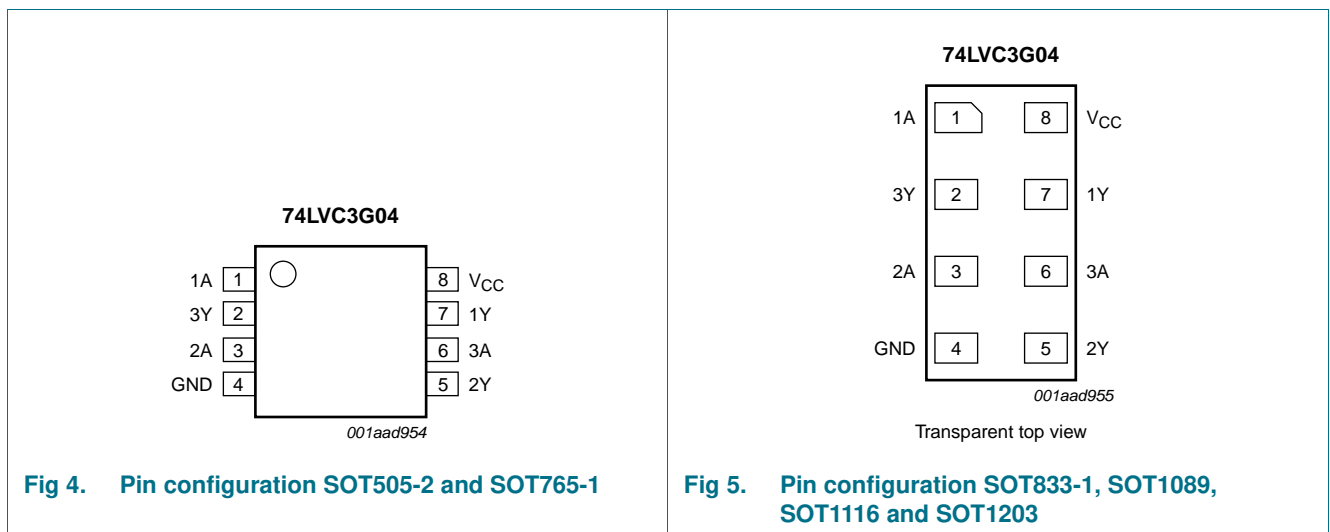 74LVC3G04
1A 1 8 VCC
3Y 2 7 1Y
2A 3 6 3A
GND 4 5 2Y
001aad954
Fig 4. Pin configuration SOT505-2 and SOT765-1
74LVC3G04
1A 1 8 VCC
3Y 2 7 1Y
2A 3 6 3A
GND 4 5 2Y
001aad955
Transparent top view
Fig 5. Pin configuration SOT833-1, SOT1089,
SOT1116 and SOT1203